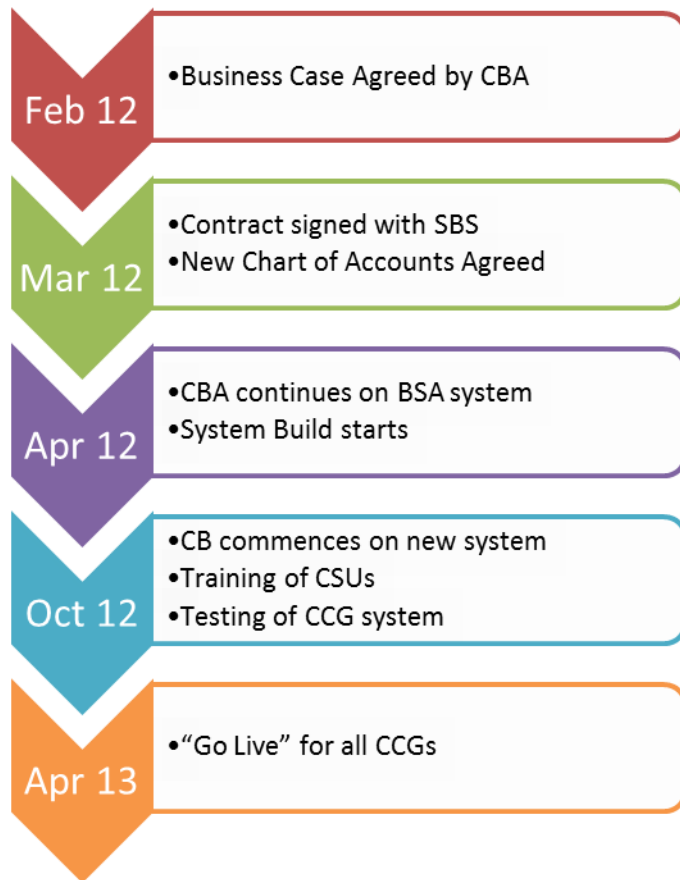 Feb 12
•Business Case Agreed by CBA
Mar 12
•Contract signed with SBS
•New Chart of Accounts Agreed
Apr 12
•CBA continues on BSA system
•System Build starts
Oct 12
•CB commences on new system
•Training of CSUs
•Testing of CCG system
Apr 13
•“Go Live” for all CCGs